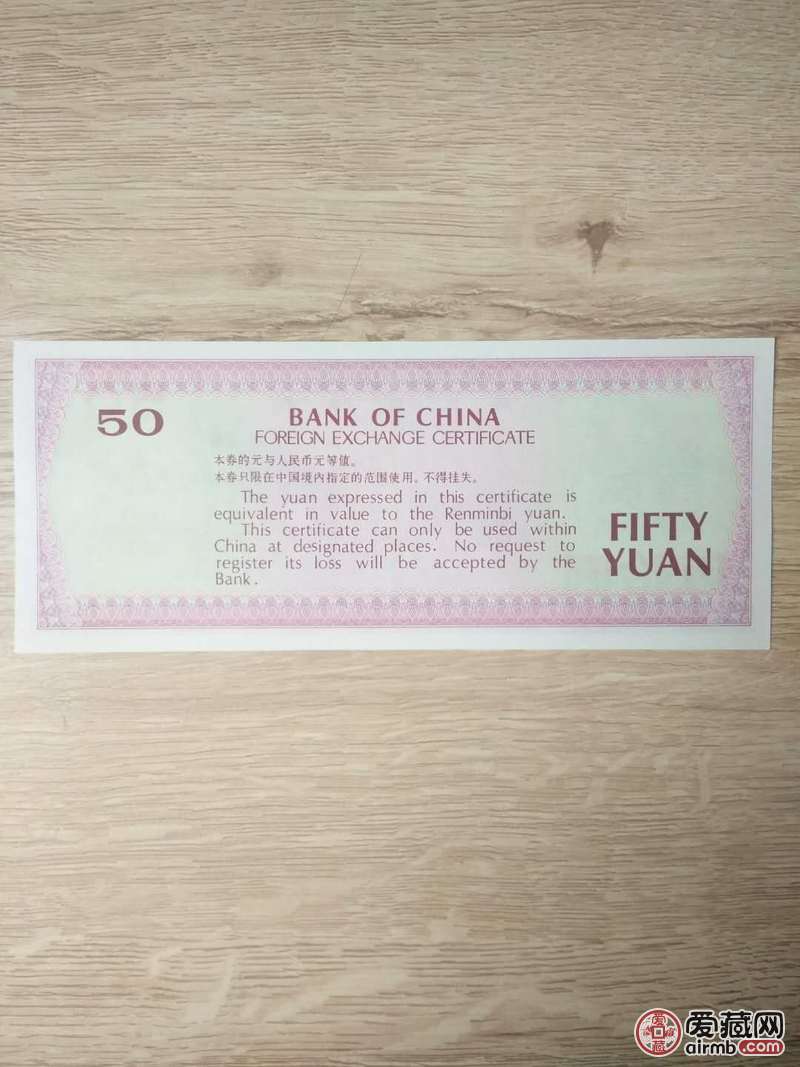 50
BANK OF CHINA
FOREIGN EXCHANGE CERTIFICATE
本券的元与人民币元等值。
本券只限在中国境内指定的范围使用。不得挂失。
The yuan expressed in this certificate is
equivalent in value to the Renminbi yuan.
This certificate can only be used within
China at designated places. No request to
register its loss will be accepted by the
Bank.
FIFTY
YUAN
爱藏网
airmb.com